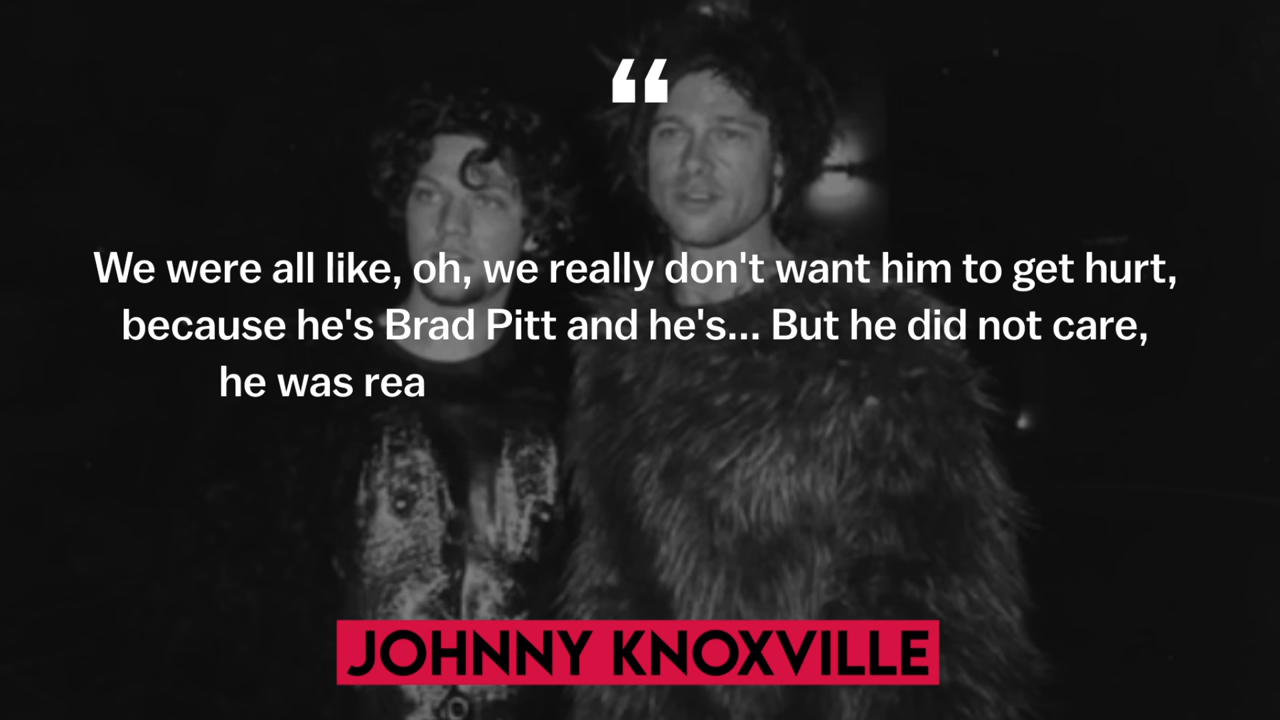 “
We were all like, oh, we really don't want him to get hurt,
because he's Brad Pitt and he's... But he did not care,
he was rea
JOHNNY KNOXVILLE